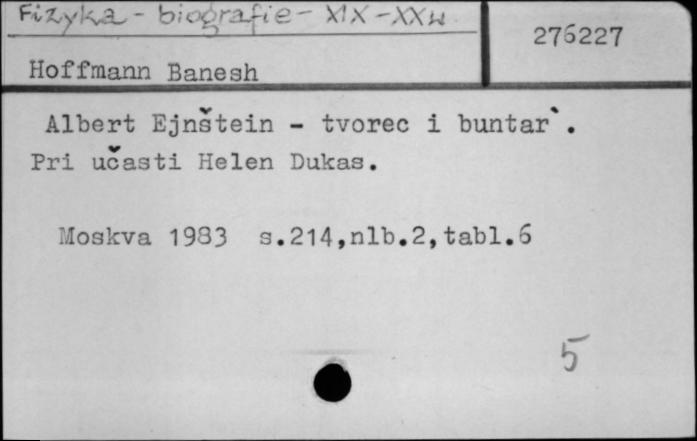 Fizyka - biografie - XIX - XXw
276227
Hoffmann Banesh
Albert Ejnštein - tvorec i buntar`.
Pri učasti Helen Dukas.
Moskva 1983 s.214,nlb.2,tabl.6
5